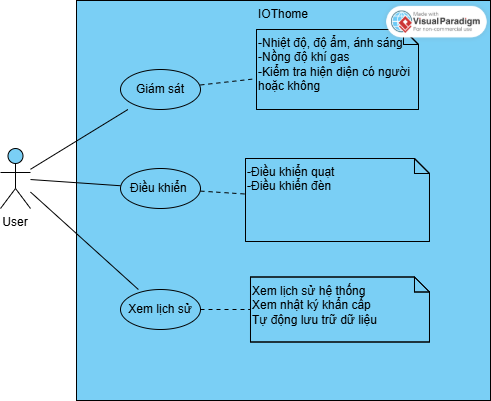 IOThome
Made with
Visual Paradigm
For non-commercial use
-Nhiệt độ, độ ẩm, ánh sáng
-Nồng độ khí gas
-Kiểm tra hiện diện có người
hoặc không
Giám sát
-Điều khiển quạt
-Điều khiển đèn
Điều khiển
User
Xem lịch sử hệ thống
Xem nhật ký khẩn cấp
Tự động lưu trữ dữ liệu
Xem lịch sử